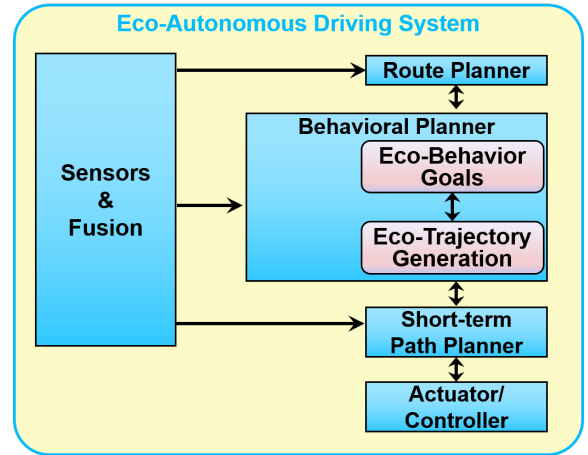 Eco-Autonomous Driving System
Sensors
&
Fusion
Route Planner
Behavioral Planner
Eco-Behavior
Goals
Eco-Trajectory
Generation
Short-term
Path Planner
Actuator/
Controller